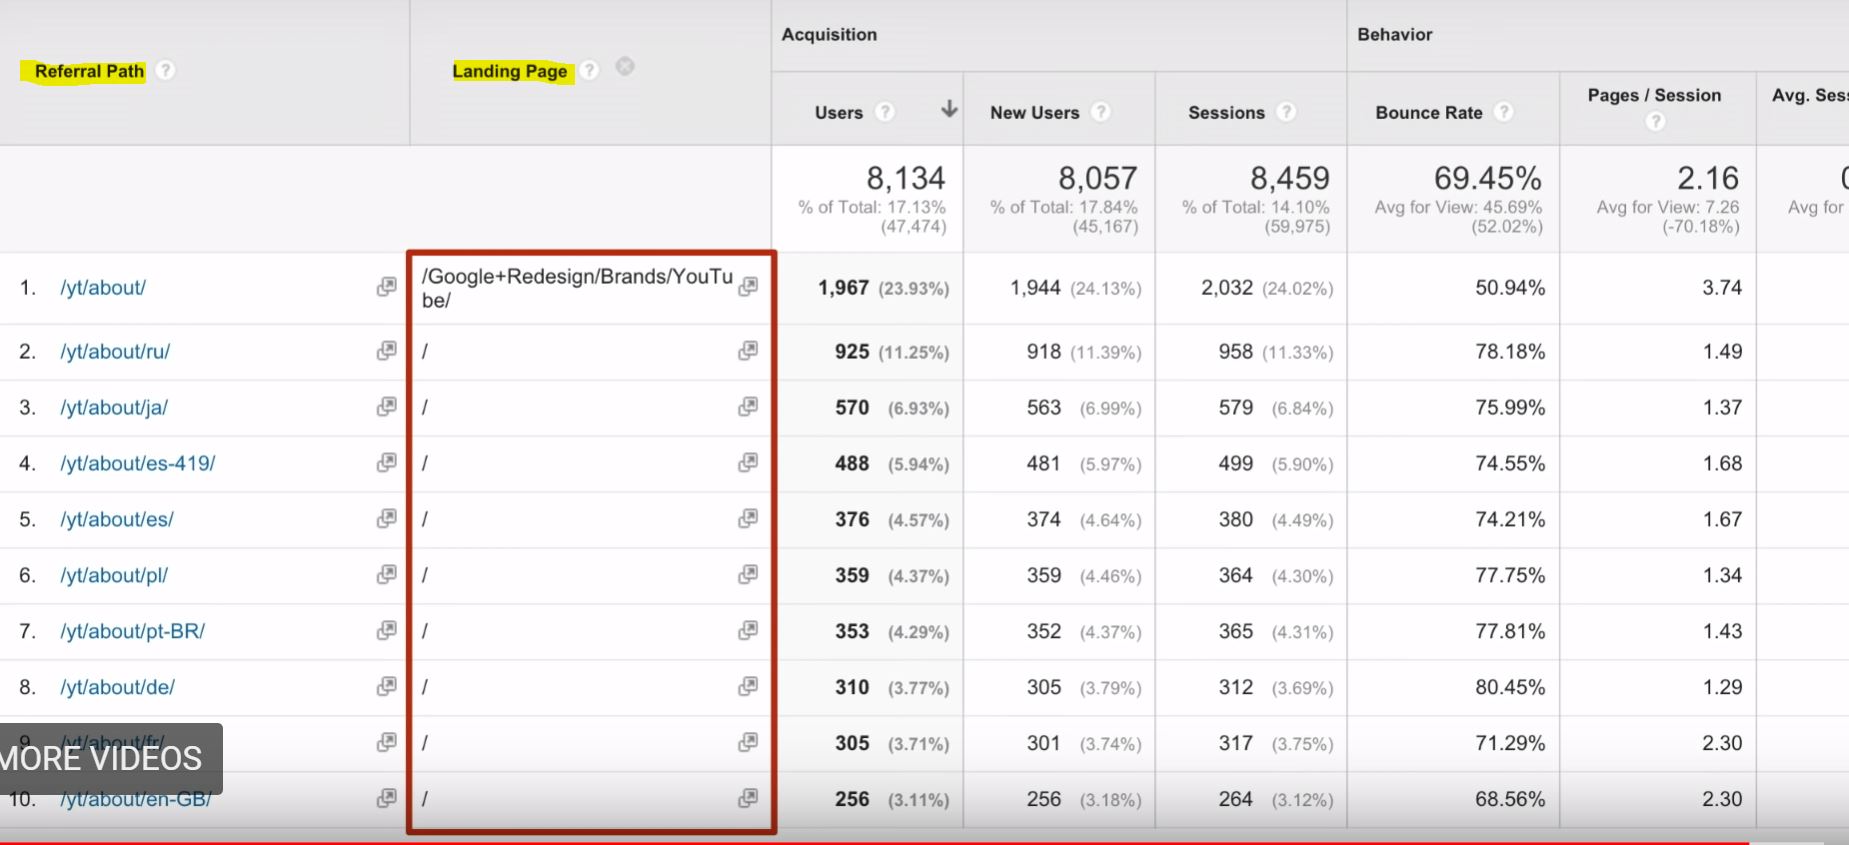 Acquisition
Behavior
Referral Path ?
Landing Page ?
Users ?
New Users ?
Sessions ?
Bounce Rate ?
Pages / Session
?
Avg. Ses
8,134
% of Total: 17.13%
(47,474)
8,057
% of Total: 17.84%
(45,167)
8,459
% of Total: 14.10%
(59,975)
69.45%
Avg for View: 45.69%
(52.02%)
2.16
Avg for View: 7.26
(-70.18%)
Avg for
1. /yt/about/ /Google+Redesign/Brands/YouTu
be/
1,967 (23.93%) 1,944 (24.13%) 2,032 (24.02%) 50.94% 3.74
2. /yt/about/ru/ / 925 (11.25%) 918 (11.39%) 958 (11.33%) 78.18% 1.49
3. /yt/about/ja/ / 570 (6.93%) 563 (6.99%) 579 (6.84%) 75.99% 1.37
4. /yt/about/es-419/ / 488 (5.94%) 481 (5.97%) 499 (5.90%) 74.55% 1.68
5. /yt/about/es/ / 376 (4.57%) 374 (4.64%) 380 (4.49%) 74.21% 1.67
6. /yt/about/pl/ / 359 (4.37%) 359 (4.46%) 364 (4.30%) 77.75% 1.34
7. /yt/about/pt-BR/ / 353 (4.29%) 352 (4.37%) 365 (4.31%) 77.81% 1.43
8. /yt/about/de/ / 310 (3.77%) 305 (3.79%) 312 (3.69%) 80.45% 1.29
9. /yt/about/fr/ / 305 (3.71%) 301 (3.74%) 317 (3.75%) 71.29% 2.30
MORE VIDEOS
10. /yt/about/en-GB/ / 256 (3.11%) 256 (3.18%) 264 (3.12%) 68.56% 2.30